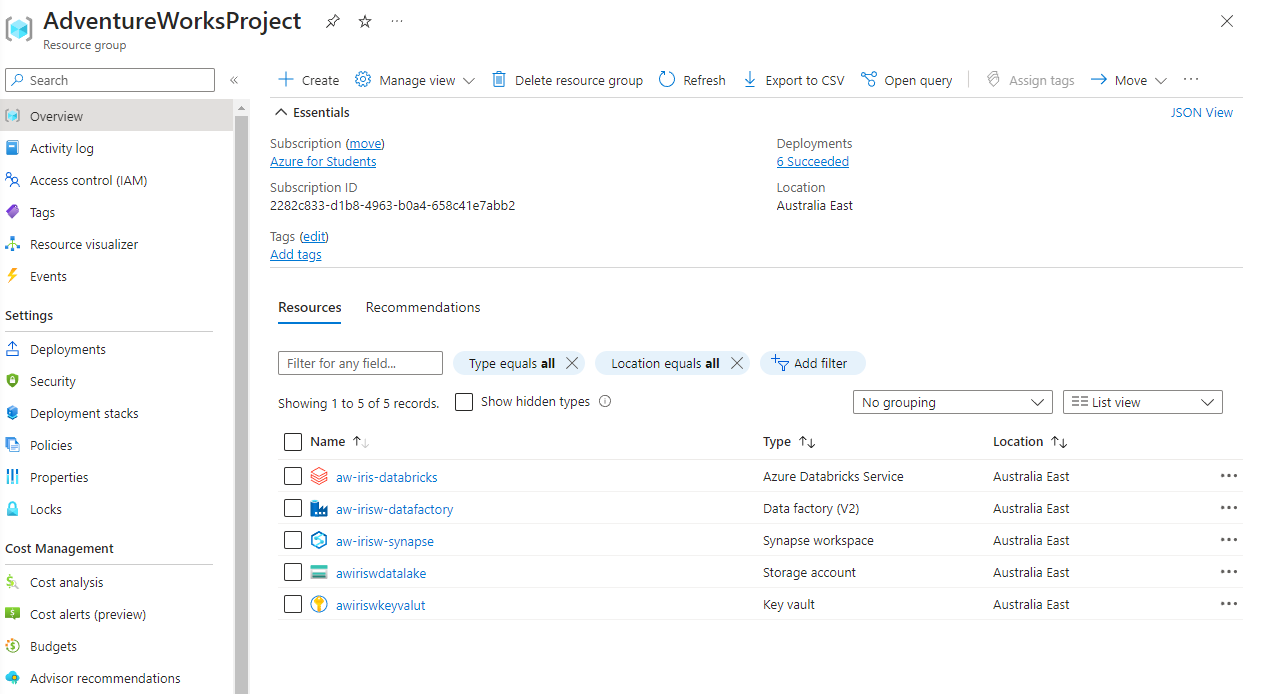 AdventureWorksProject
Resource group
Search
Create
Manage view
Delete resource group
Refresh
Export to CSV
Open query
Assign tags
Move
Overview
Activity log
Access control (IAM)
Tags
Resource visualizer
Events
Settings
Deployments
Security
Deployment stacks
Policies
Properties
Locks
Cost Management
Cost analysis
Cost alerts (preview)
Budgets
Advisor recommendations
Essentials
JSON View
Subscription (move)
Azure for Students
Subscription ID
2282c833-d1b8-4963-b0a4-658c41e7abb2
Tags (edit)
Add tags
Deployments
6 Succeeded
Location
Australia East
Resources Recommendations
Filter for any field... Type equals all Location equals all Add filter
Showing 1 to 5 of 5 records. Show hidden types No grouping List view
Name Type Location
aw-iris-databricks Azure Databricks Service Australia East
aw-irisw-datafactory Data factory (V2) Australia East
aw-irisw-synapse Synapse workspace Australia East
awiriswdatalake Storage account Australia East
awiriswkeyvalut Key vault Australia East